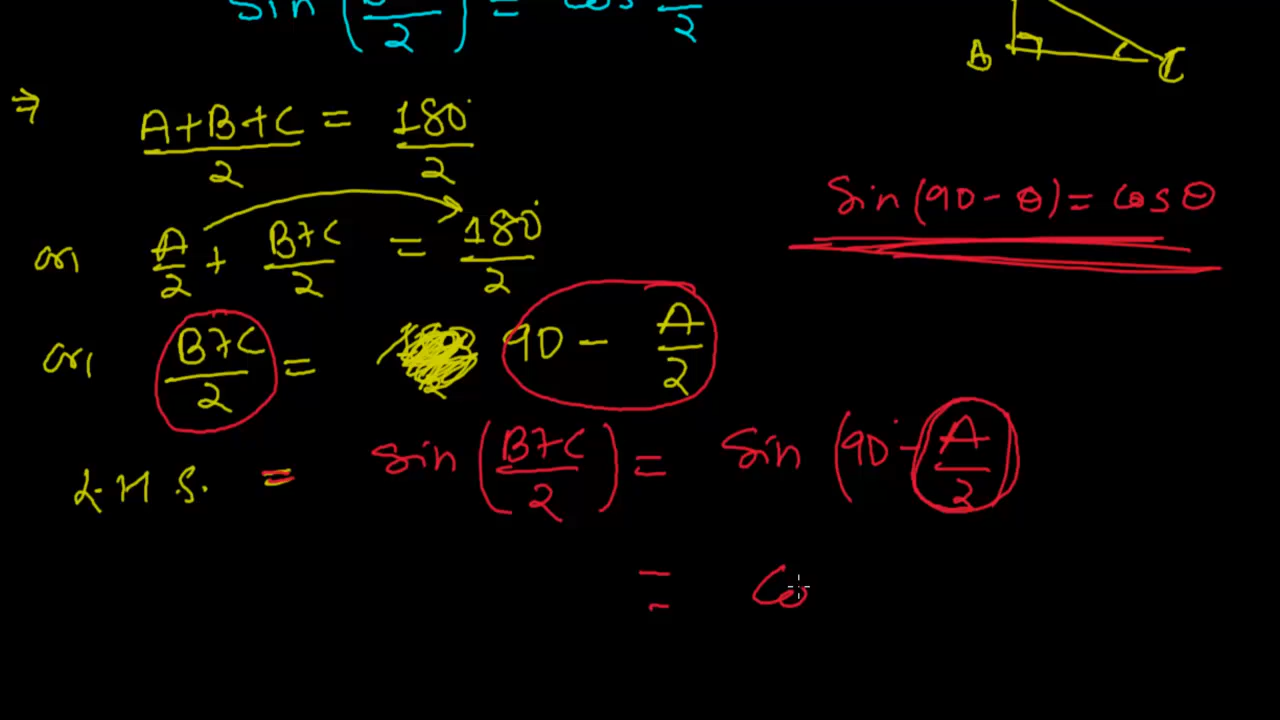 sin (   /2) = cos   /2
A C
⇒ A+B+C/2 = 180°/2
sin(90 - θ) = cosθ
or, A/2 + B+C/2 = 180°/2
or, B+C/2 = 90 - A/2
L.H.S. = sin (B+C/2) = sin (90° - A/2)
= Co